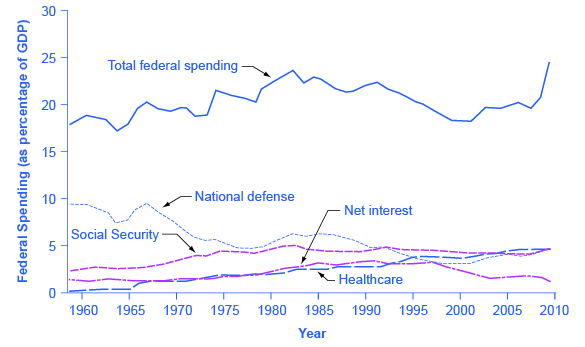 Federal Spending (as percentage of GDP)
30
25
20
15
10
5
0
Total federal spending
National defense
Net interest
Social Security
Healthcare
1960 1965 1970 1975 1980 1985 1990 1995 2000 2005 2010
Year